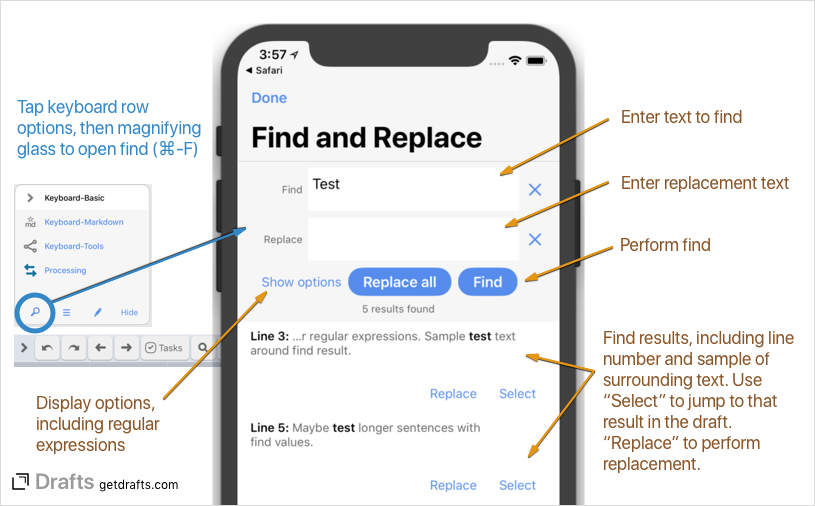 Tap keyboard row
options, then magnifying
glass to open find (⌘-F)
Keyboard-Basic
md
Keyboard-Markdown
Keyboard-Tools
Processing
Hide
Tasks
Display options,
including regular
expressions
Drafts getdrafts.com
3:57
Safari
Done
Find and Replace
Find
Test
Replace
Show options
Replace all
Find
5 results found
Line 3: ...r regular expressions. Sample test text
around find result.
Replace
Select
Line 5: Maybe test longer sentences with
find values.
Replace
Select
Enter text to find
Enter replacement text
Perform find
Find results, including line
number and sample of
surrounding text. Use
“Select” to jump to that
result in the draft.
“Replace” to perform
replacement.